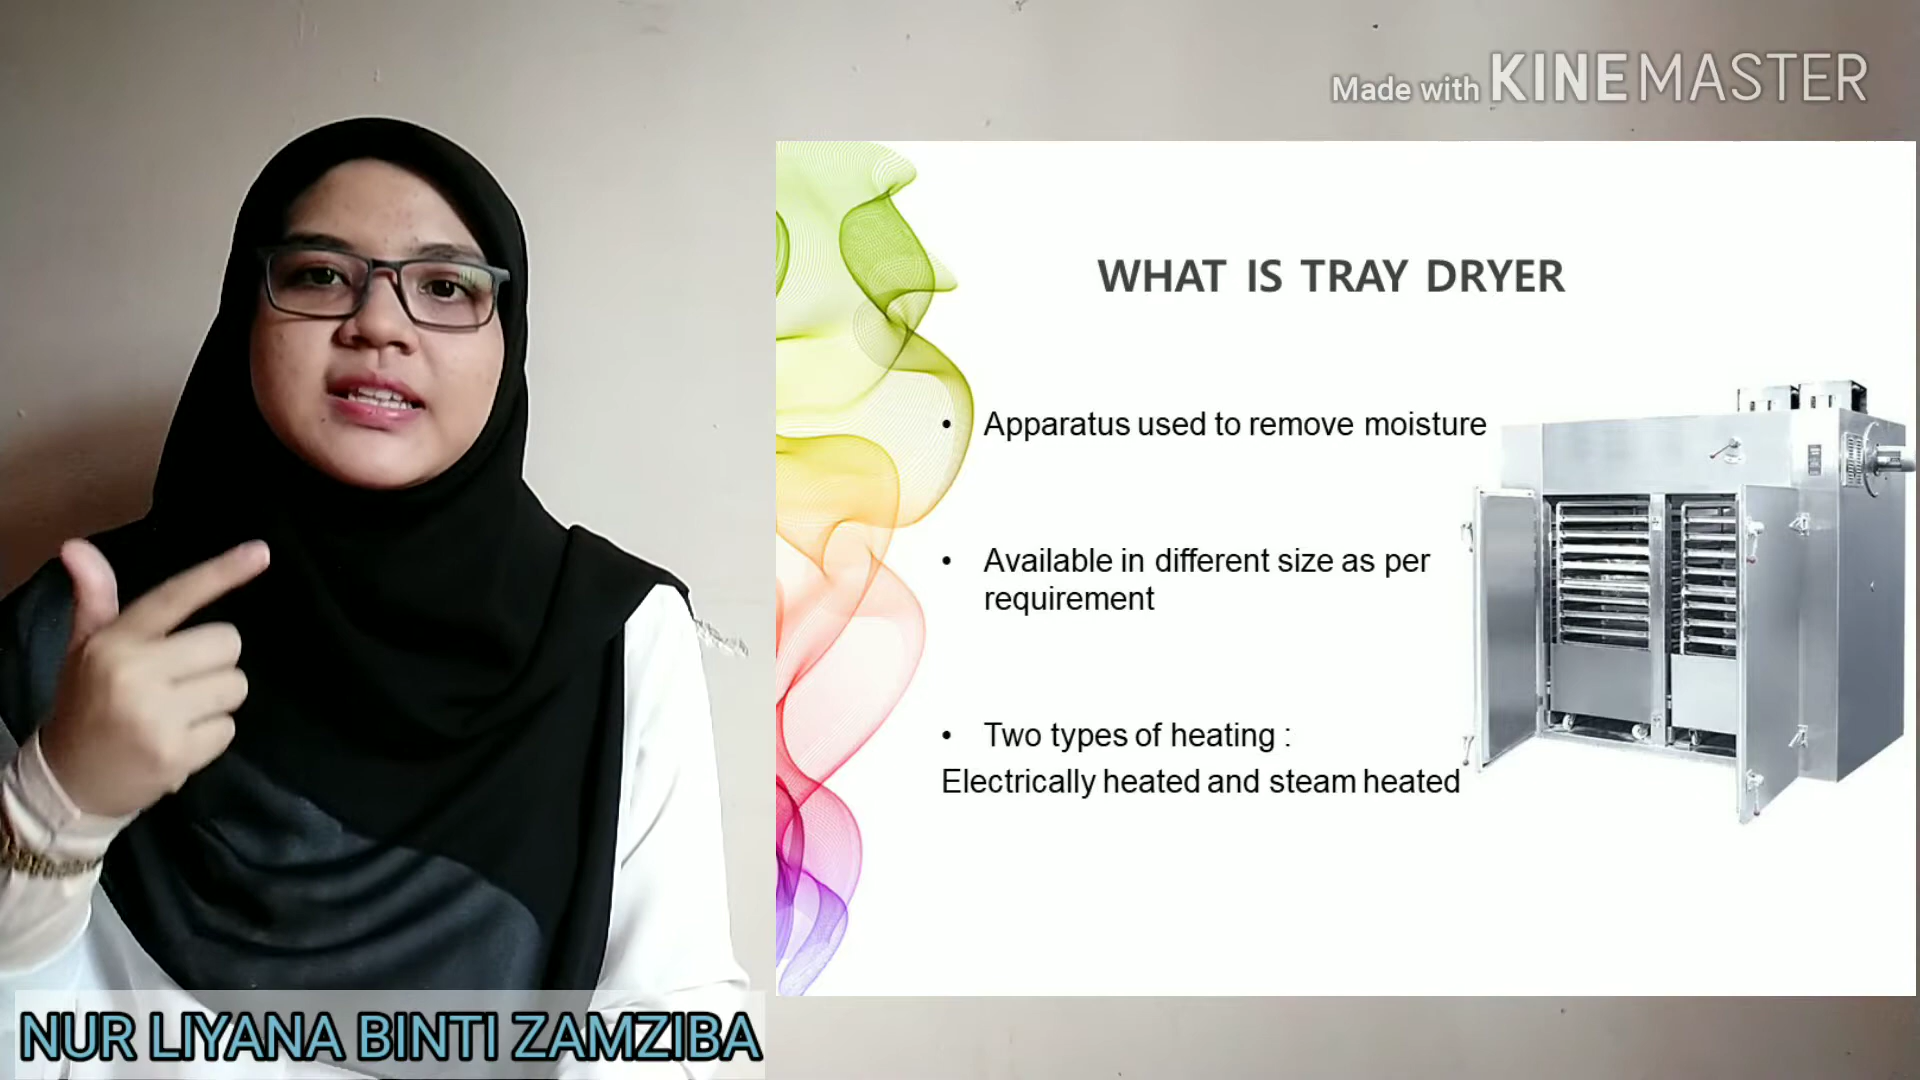 Made with KINEMASTER
WHAT IS TRAY DRYER
• Apparatus used to remove moisture
• Available in different size as per
requirement
• Two types of heating :
Electrically heated and steam heated
NUR LIYANA BINTI ZAMZIBA